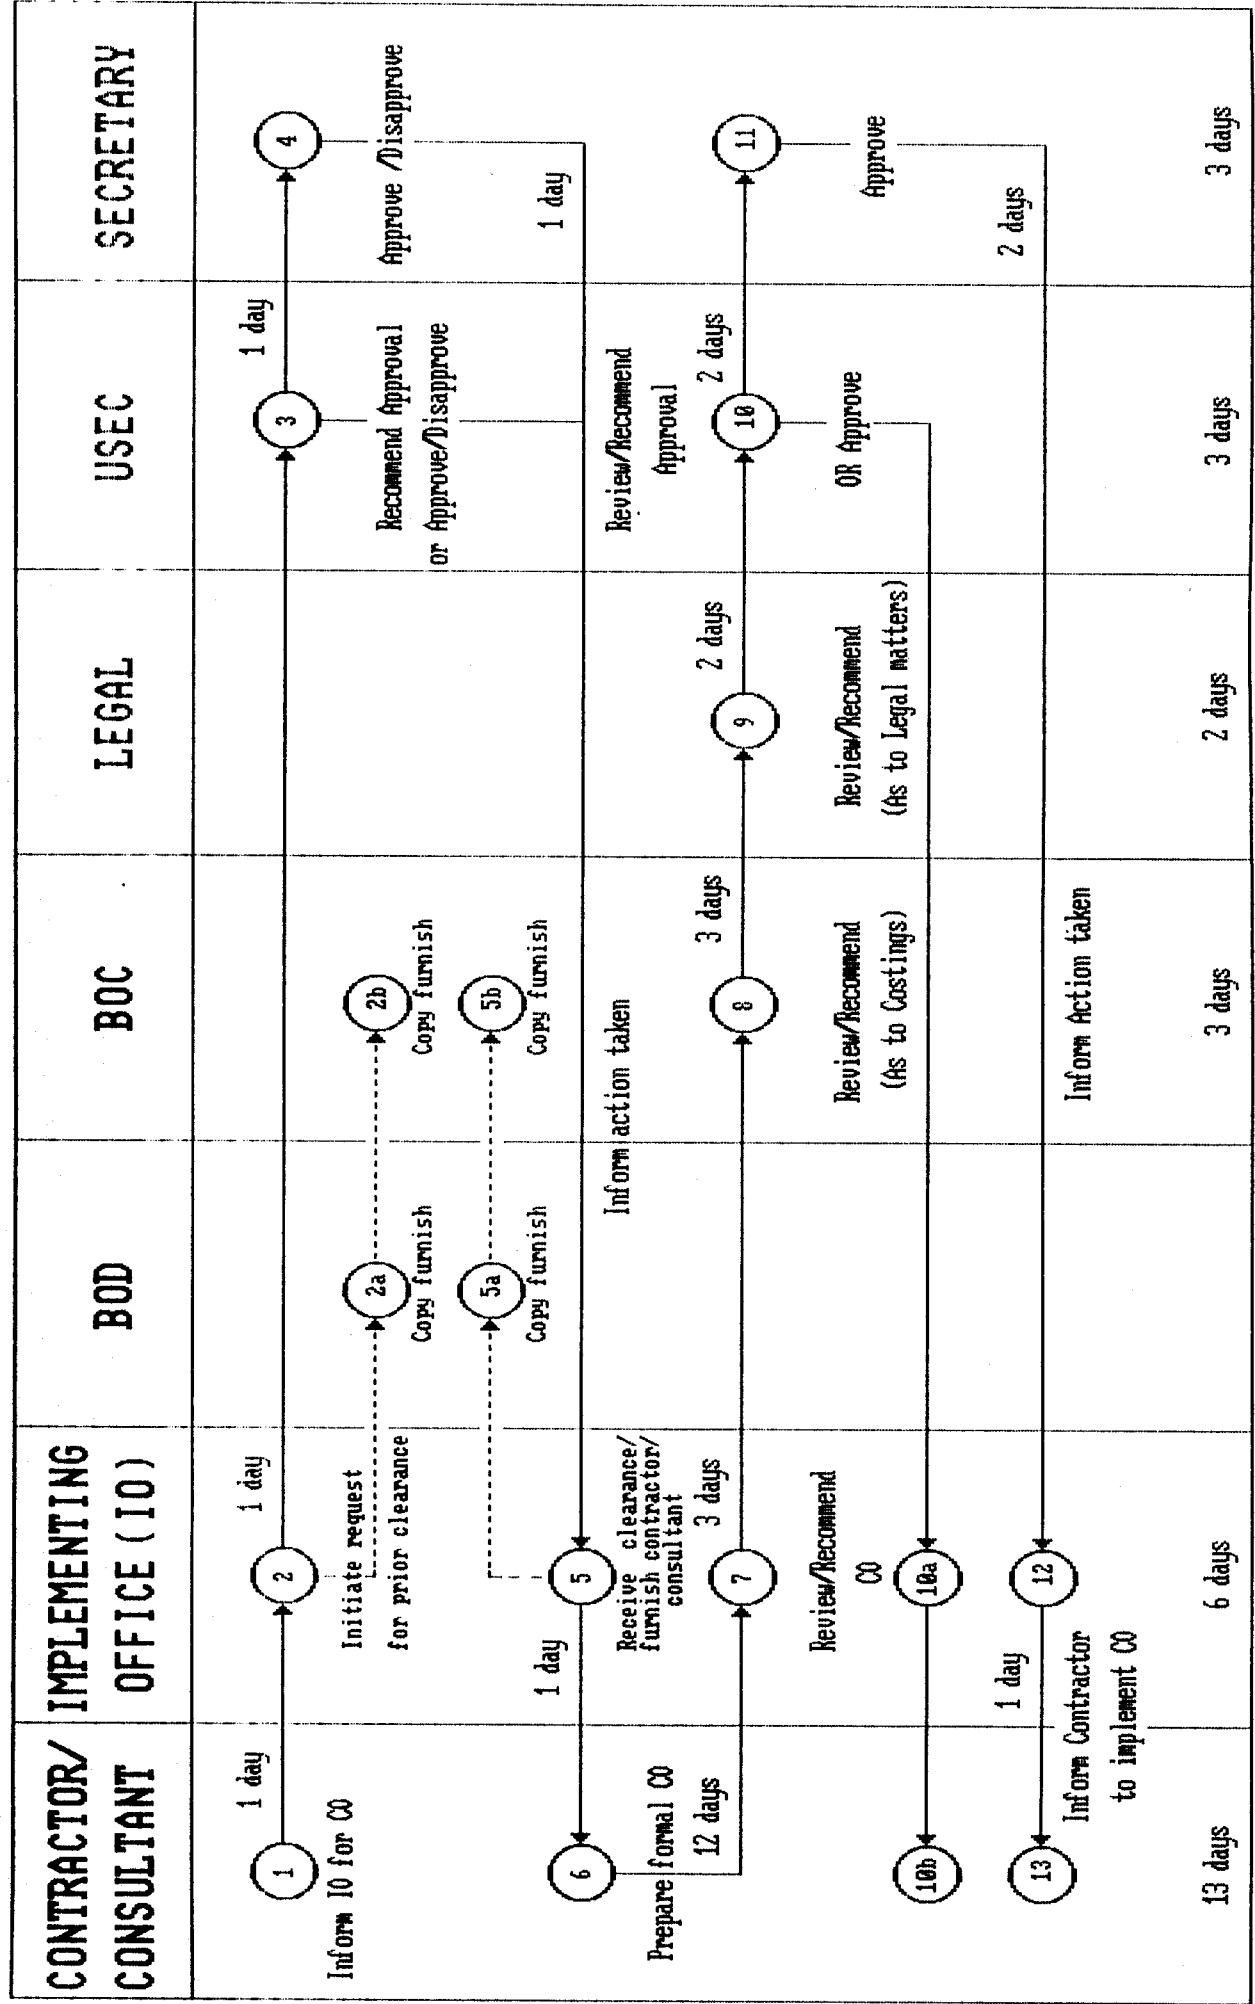 CONTRACTOR/
CONSULTANT
IMPLEMENTING
OFFICE(IO)
BOD
BOC
LEGAL
USEC
SECRETARY
1
1 day
2
1 day
3
1 day
4
Inform IO for CO
Initiate request
for prior clearance
2a
Copy furnish
2b
Copy furnish
Recommend Approval
or Approve/Disapprove
Approve /Disapprove
5a
Copy furnish
5b
Copy furnish
1 day
6
1 day
5
Receive clearance/
furnish contractor/
consultant
Inform action taken
Review/Recommend
Approval
Prepare formal CO
12 days
7
3 days
8
3 days
9
2 days
10
2 days
11
Review/Recommend
CO
Review/Recommend
(As to Costings)
Review/Recommend
(As to Legal matters)
OR Approve
Approve
10b
10a
2 days
13
1 day
12
Inform Contractor
to implement CO
Inform Action taken
13 days
6 days
3 days
2 days
3 days
3 days